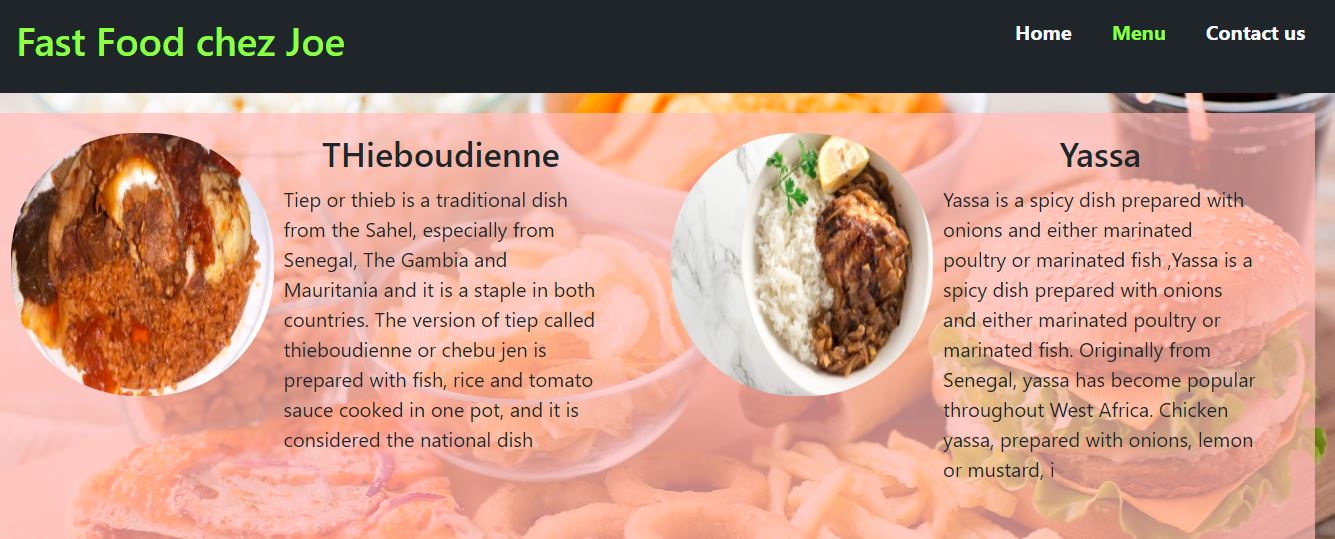 Fast Food chez Joe
Home Menu Contact us
THieboudienne
Tiep or thieb is a traditional dish
from the Sahel, especially from
Senegal, The Gambia and
Mauritania and it is a staple in both
countries. The version of tiep called
thieboudienne or chebu jen is
prepared with fish, rice and tomato
sauce cooked in one pot, and it is
considered the national dish
Yassa
Yassa is a spicy dish prepared with
onions and either marinated
poultry or marinated fish ,Yassa is a
spicy dish prepared with onions
and either marinated poultry or
marinated fish. Originally from
Senegal, yassa has become popular
throughout West Africa. Chicken
yassa, prepared with onions, lemon
or mustard, i